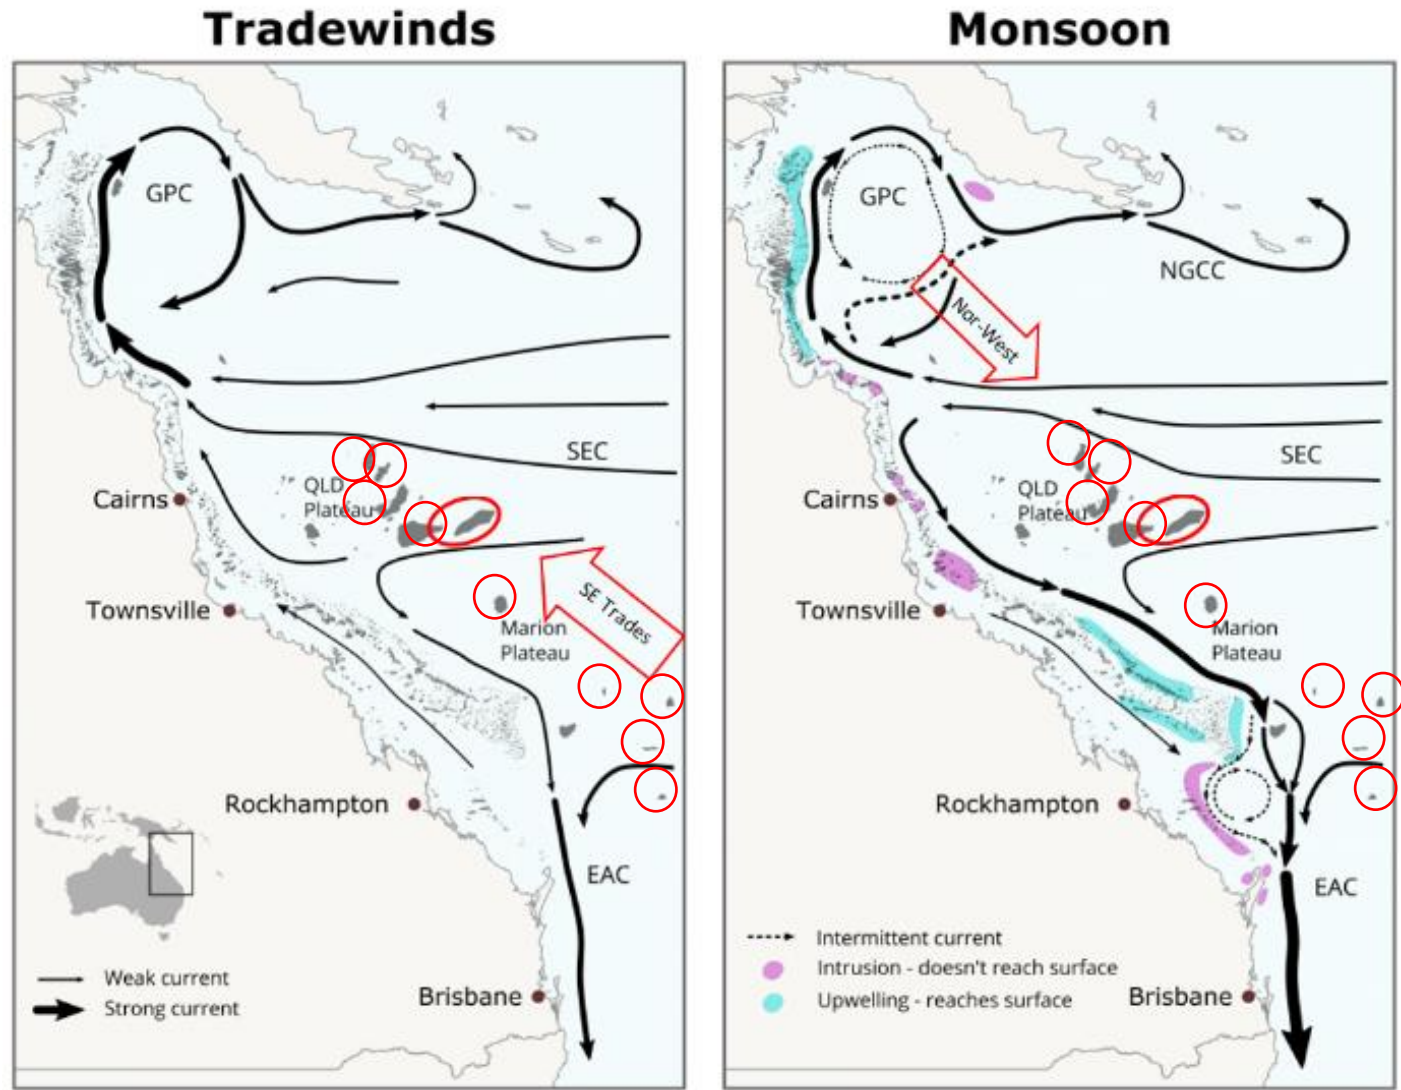 Tradewinds
GPC
SEC
QLD
Plateau
Cairns
Townsville
SE Trades
Marion
Plateau
Rockhampton
EAC
Weak current
Strong current
Brisbane
Monsoon
GPC
NGCC
Nor-West
SEC
QLD
Plateau
Cairns
Townsville
Marion
Plateau
Rockhampton
EAC
Intermittent current
Intrusion - doesn't reach surface
Upwelling - reaches surface
Brisbane